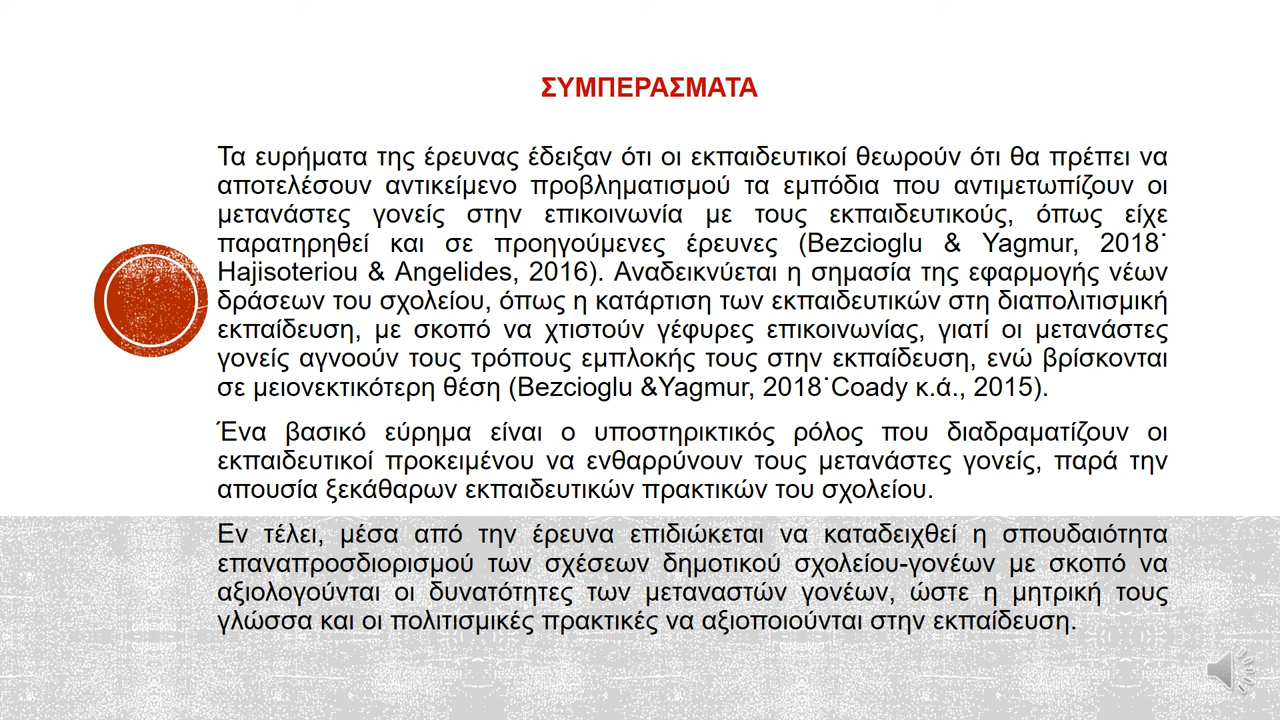 ΣΥΜΠΕΡΑΣΜΑΤΑ
Τα ευρήματα της έρευνας έδειξαν ότι οι εκπαιδευτικοί θεωρούν ότι θα πρέπει να
αποτελέσουν αντικείμενο προβληματισμού τα εμπόδια που αντιμετωπίζουν οι
μετανάστες γονείς στην επικοινωνία με τους εκπαιδευτικούς, όπως είχε
παρατηρηθεί και σε προηγούμενες έρευνες (Bezcioglu & Yagmur, 2018˙
Hajisoteriou & Angelides, 2016). Αναδεικνύεται η σημασία της εφαρμογής νέων
δράσεων του σχολείου, όπως η κατάρτιση των εκπαιδευτικών στη διαπολιτισμική
εκπαίδευση, με σκοπό να χτιστούν γέφυρες επικοινωνίας, γιατί οι μετανάστες
γονείς αγνοούν τους τρόπους εμπλοκής τους στην εκπαίδευση, ενώ βρίσκονται
σε μειονεκτικότερη θέση (Bezcioglu &Yagmur, 2018˙Coady κ.ά., 2015).
Ένα βασικό εύρημα είναι ο υποστηρικτικός ρόλος που διαδραματίζουν οι
εκπαιδευτικοί προκειμένου να ενθαρρύνουν τους μετανάστες γονείς, παρά την
απουσία ξεκάθαρων εκπαιδευτικών πρακτικών του σχολείου.
Εν τέλει, μέσα από την έρευνα επιδιώκεται να καταδειχθεί η σπουδαιότητα
επαναπροσδιορισμού των σχέσεων δημοτικού σχολείου-γονέων με σκοπό να
αξιολογούνται οι δυνατότητες των μεταναστών γονέων, ώστε η μητρική τους
γλώσσα και οι πολιτισμικές πρακτικές να αξιοποιούνται στην εκπαίδευση.